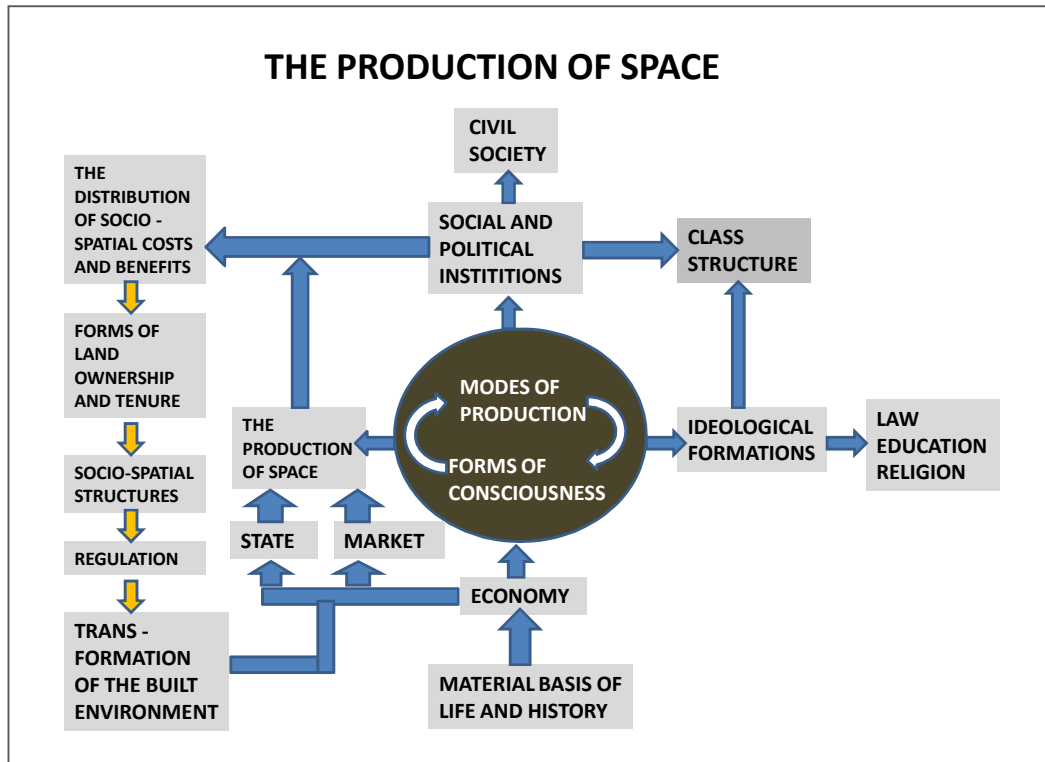 THE PRODUCTION OF SPACE
CIVIL
SOCIETY
THE
DISTRIBUTION
OF SOCIO -
SPATIAL COSTS
AND BENEFITS
SOCIAL AND
POLITICAL
INSTITITIONS
CLASS
STRUCTURE
FORMS OF
LAND
OWNERSHIP
AND TENURE
MODES OF
PRODUCTION
FORMS OF
CONSCIOUSNESS
THE
PRODUCTION
OF SPACE
IDEOLOGICAL
FORMATIONS
LAW
EDUCATION
RELIGION
SOCIO-SPATIAL
STRUCTURES
STATE
MARKET
REGULATION
ECONOMY
TRANS -
FORMATION
OF THE BUILT
ENVIRONMENT
MATERIAL BASIS OF
LIFE AND HISTORY